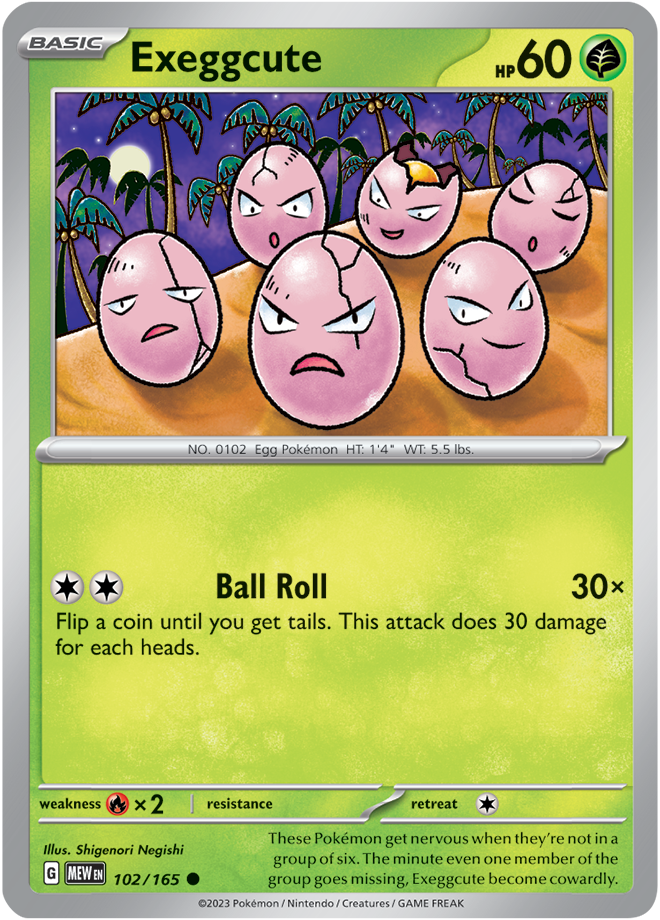 BASIC
Exeggcute
HP 60
NO. 0102 Egg Pokémon HT: 1'4" WT: 5.5 lbs.
Ball Roll 30×
Flip a coin until you get tails. This attack does 30 damage
for each heads.
weakness ×2 resistance retreat
Illus. Shigenori Negishi
These Pokémon get nervous when they're not in a
group of six. The minute even one member of the
group goes missing, Exeggcute become cowardly.
G MEW EN 102/165
©2023 Pokémon / Nintendo / Creatures / GAME FREAK